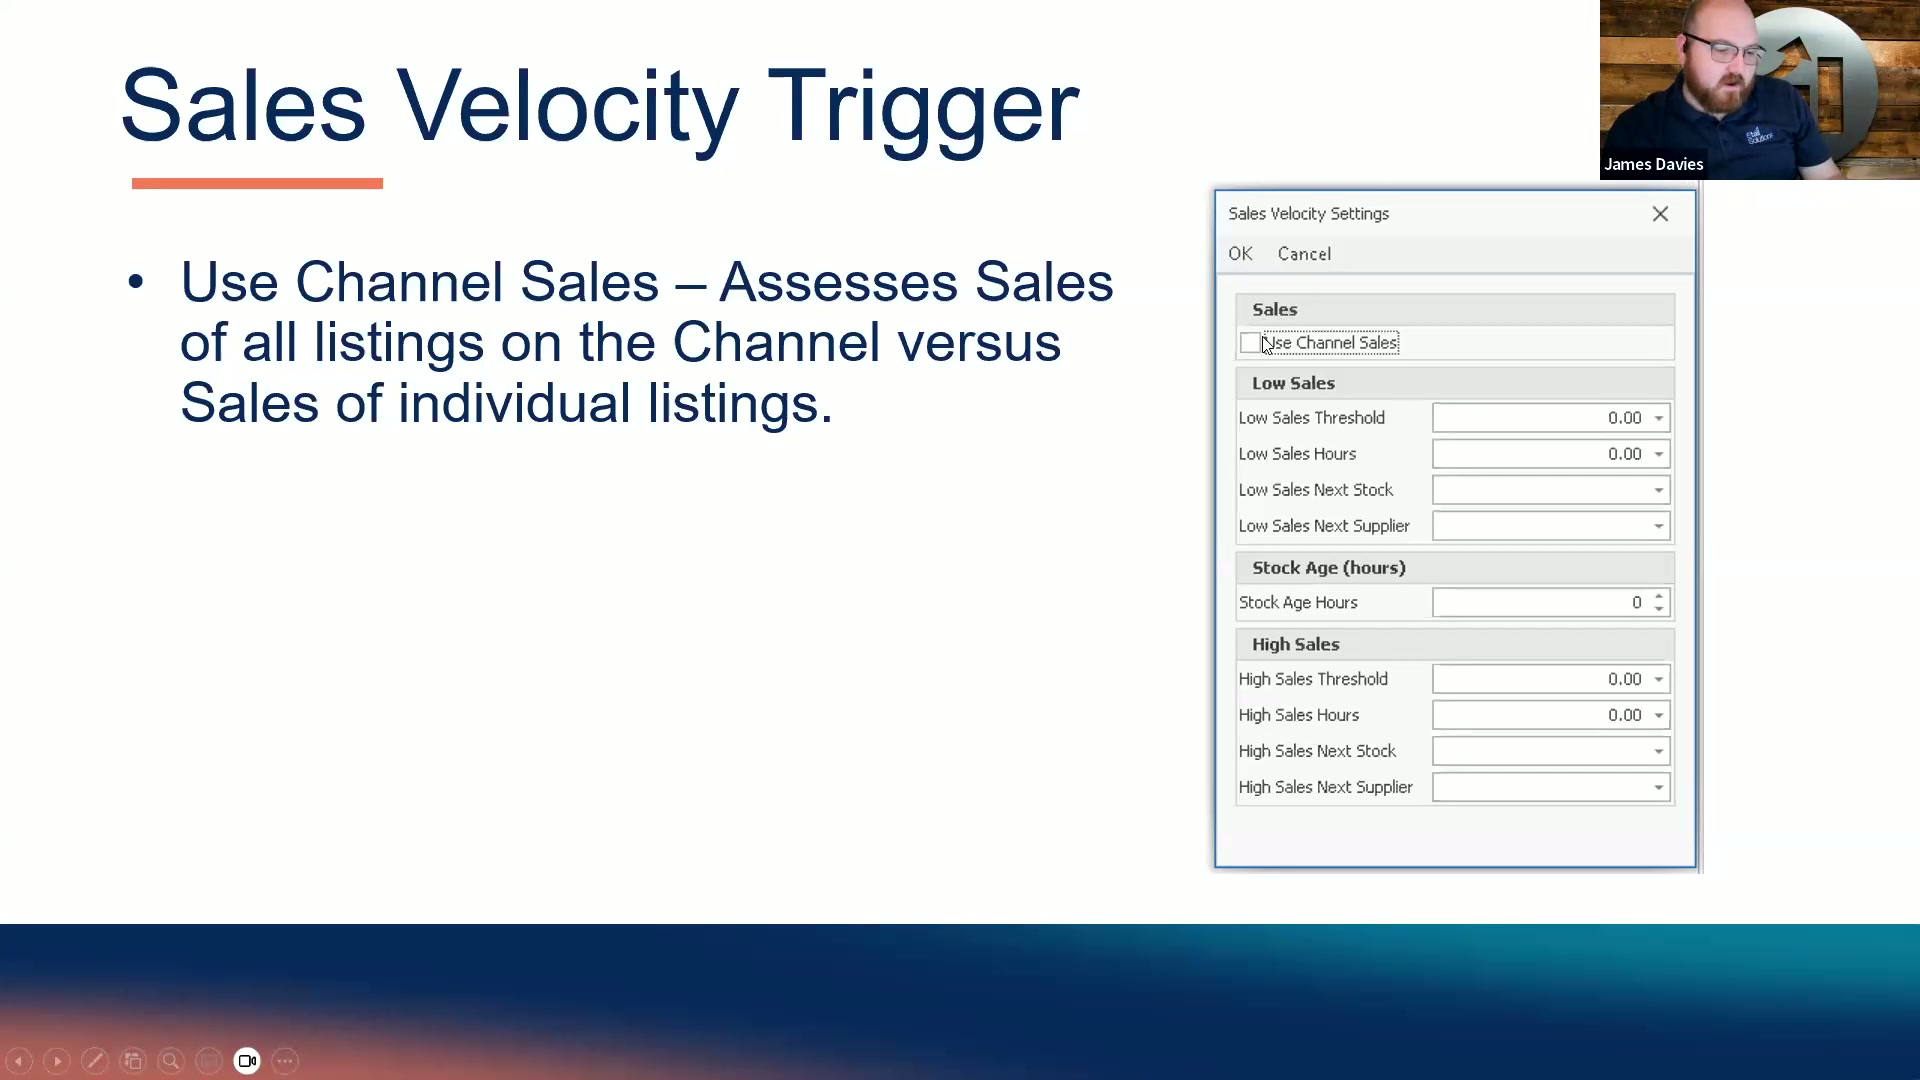 Sales Velocity Trigger
• Use Channel Sales – Assesses Sales
of all listings on the Channel versus
Sales of individual listings.
James Davies
Etail
Solutions
Sales Velocity Settings
OK Cancel
Sales
Use Channel Sales
Low Sales
Low Sales Threshold 0.00
Low Sales Hours 0.00
Low Sales Next Stock
Low Sales Next Supplier
Stock Age (hours)
Stock Age Hours 0
High Sales
High Sales Threshold 0.00
High Sales Hours 0.00
High Sales Next Stock
High Sales Next Supplier